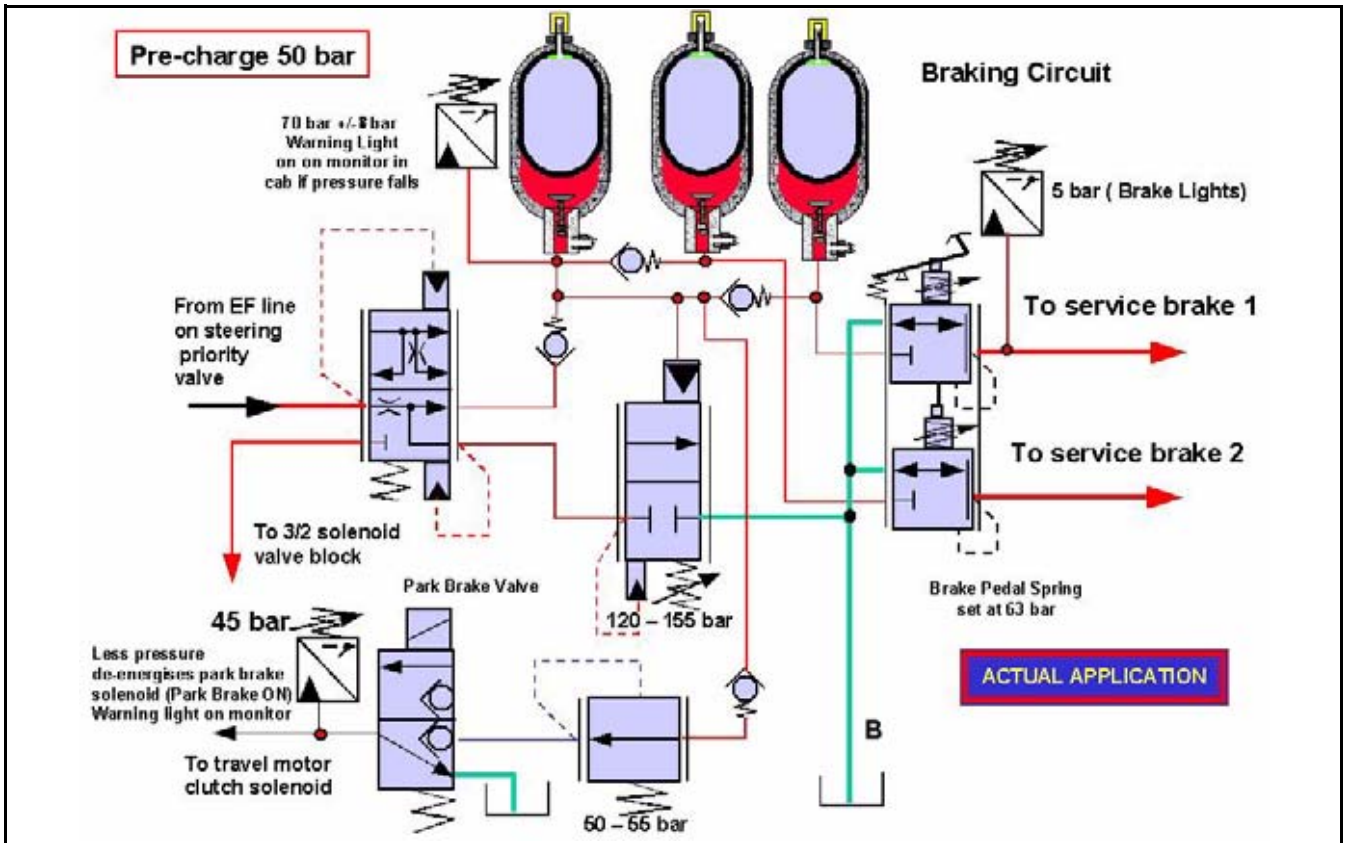 Pre-charge 50 bar
Braking Circuit
70 bar +/-8 bar
Warning Light
on on monitor in
cab if pressure falls
5 bar ( Brake Lights)
From EF line
on steering
priority
valve
To service brake 1
To service brake 2
To 3/2 solenoid
valve block
Park Brake Valve
120 – 155 bar
Brake Pedal Spring
set at 63 bar
45 bar
Less pressure
de-energises park brake
solenoid (Park Brake ON)
Warning light on monitor
ACTUAL APPLICATION
B
To travel motor
clutch solenoid
50 – 55 bar